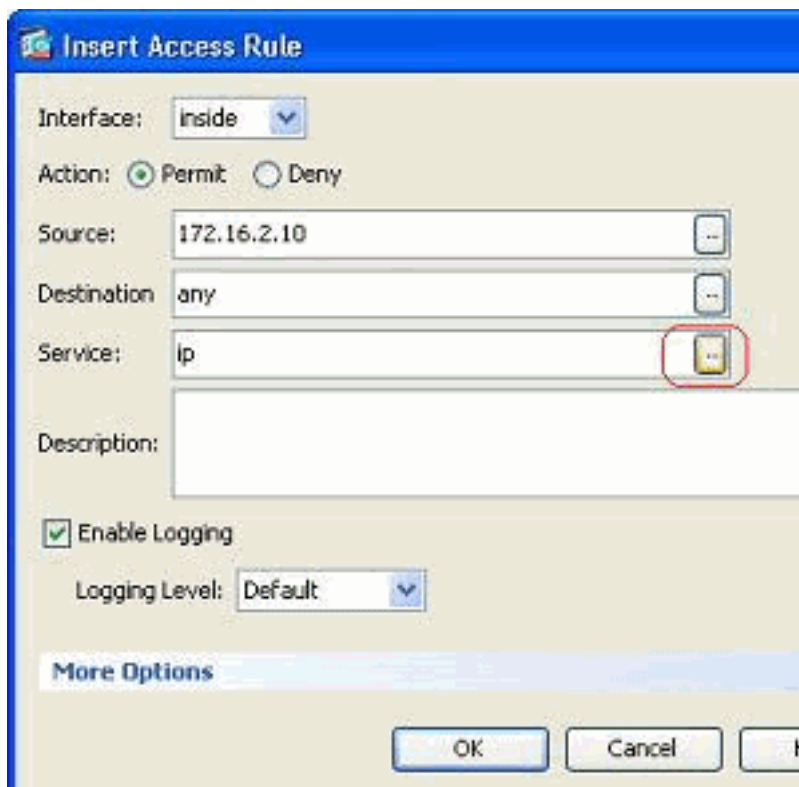 Insert Access Rule
Interface: inside
Action: Permit Deny
Source: 172.16.2.10 ...
Destination any ...
Service: ip ...
Description:
Enable Logging
Logging Level: Default
More Options
OK Cancel